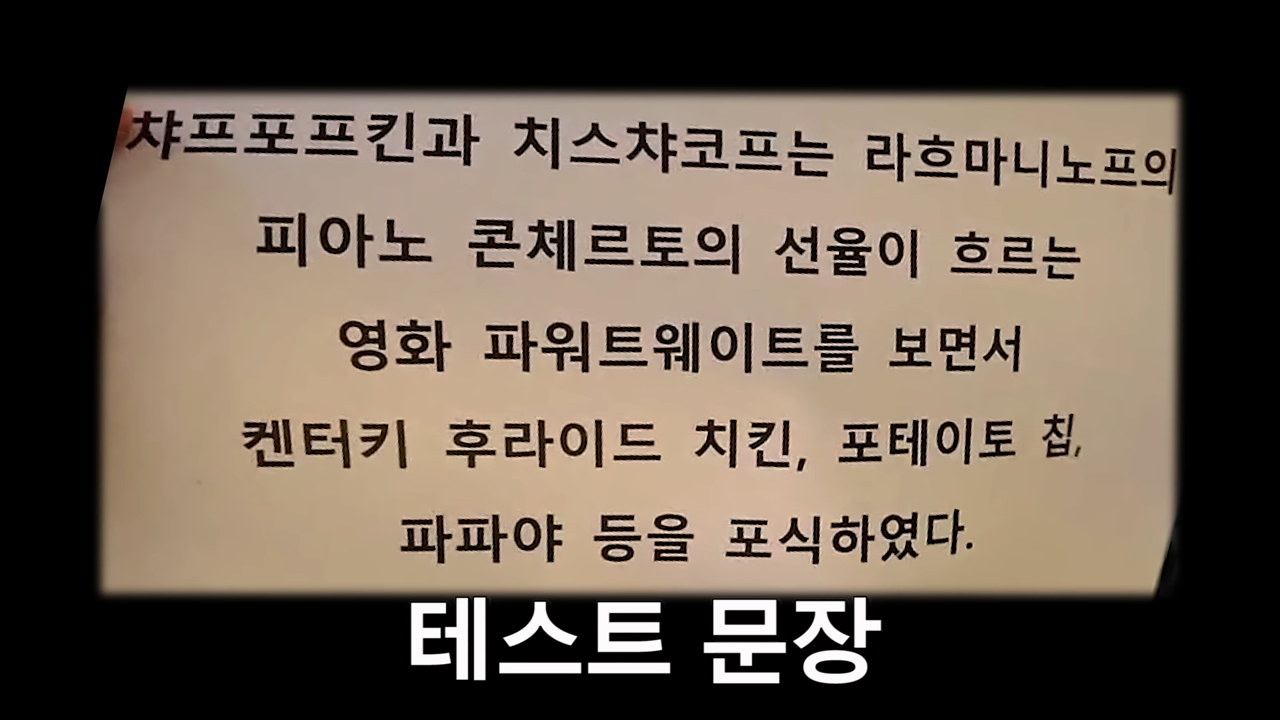 챠프포프킨과 치스챠코프는 라흐마니노프의
피아노 콘체르토의 선율이 흐르는
영화 파워트웨이트를 보면서
켄터키 후라이드 치킨, 포테이토 칩,
파파야 등을 포식하였다.
테스트 문장